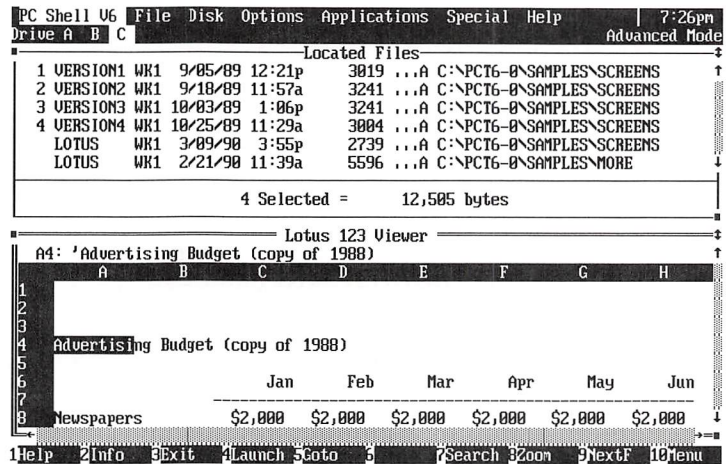 PC Shell V6 File Disk Options Applications Special Help 7:26pm
Drive A B C Advanced Mode
Located Files
1 VERSION1 WK1 9/05/89 12:21p 3019 ...A C:\PCT6-0\SAMPLES\SCREENS
2 VERSION2 WK1 9/18/89 11:57a 3241 ...A C:\PCT6-0\SAMPLES\SCREENS
3 VERSION3 WK1 10/03/89 1:06p 3241 ...A C:\PCT6-0\SAMPLES\SCREENS
4 VERSION4 WK1 10/25/89 11:29a 3004 ...A C:\PCT6-0\SAMPLES\SCREENS
LOTUS WK1 3/09/90 3:55p 2739 ...A C:\PCT6-0\SAMPLES\SCREENS
LOTUS WK1 2/21/90 11:39a 5596 ...A C:\PCT6-0\SAMPLES\MORE
4 Selected = 12,505 bytes
Lotus 123 Viewer
A4: 'Advertising Budget (copy of 1988)
A B C D E F G H
1
2
3
4 Advertising Budget (copy of 1988)
5
6 Jan Feb Mar Apr May Jun
7 ------------------------------------------------------------
8 Newspapers $2,000 $2,000 $2,000 $2,000 $2,000 $2,000
1Help 2Info 3Exit 4Launch 5Goto 6 7Search 8Zoom 9NextF 10Menu